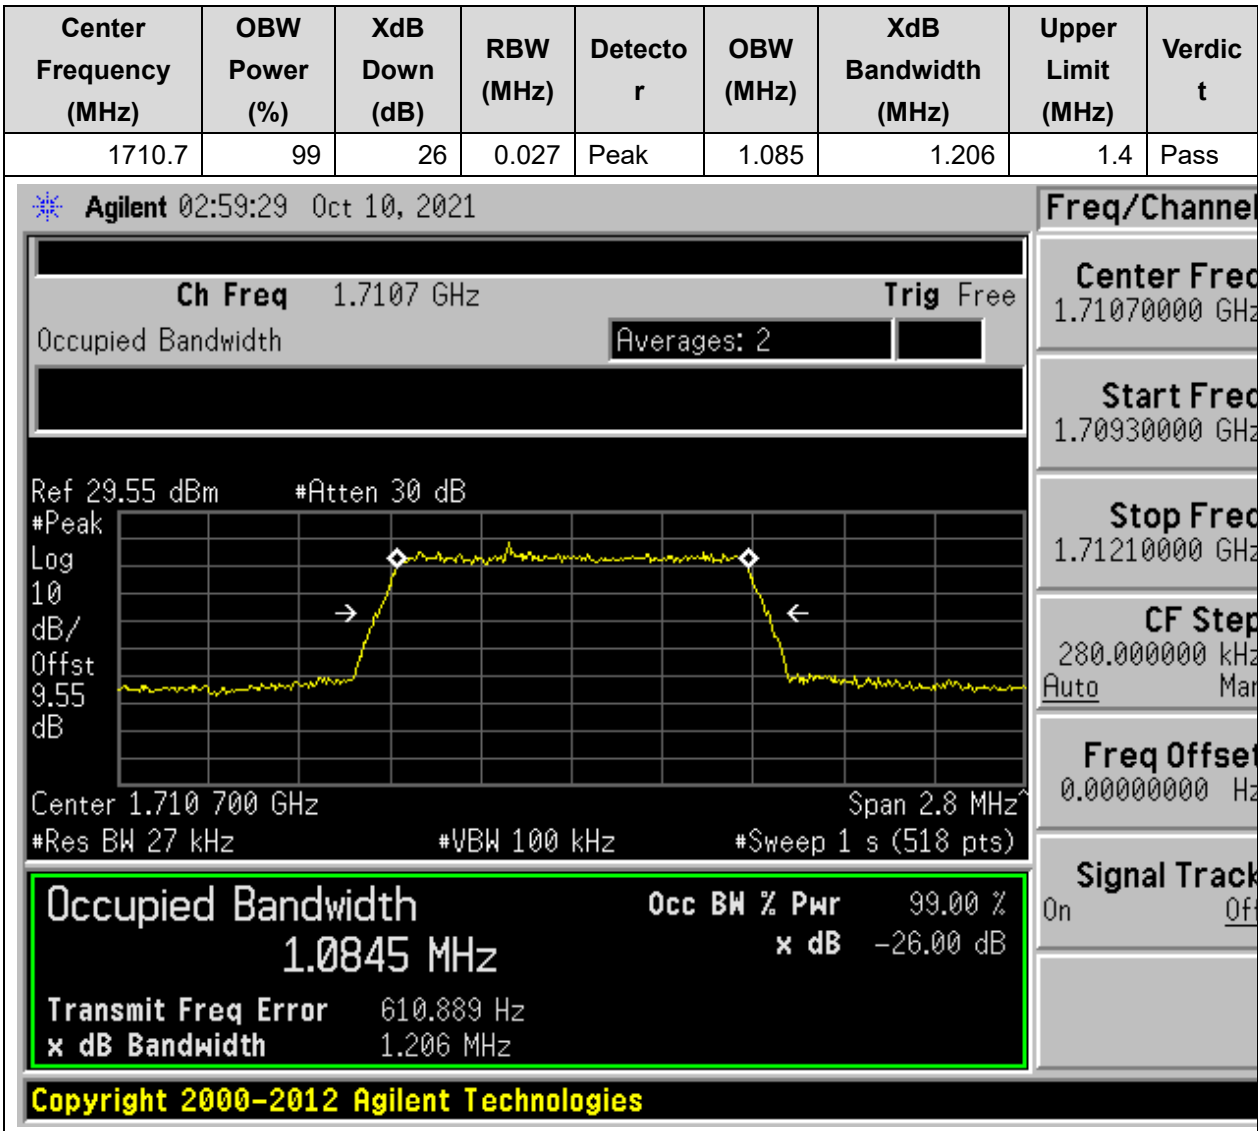 Center Frequency (MHz) OBW Power (%) XdB Down (dB) RBW (MHz) Detecto r OBW (MHz) XdB Bandwidth (MHz) Upper Limit (MHz) Verdic t
1710.7 99 26 0.027 Peak 1.085 1.206 1.4 Pass
Agilent 02:59:29 Oct 10, 2021
Freq/Channel
Ch Freq 1.7107 GHz Trig Free
Occupied Bandwidth Averages: 2
Center Freq
1.71070000 GHz
Start Freq
1.70930000 GHz
Stop Freq
1.71210000 GHz
CF Step
280.000000 kHz
Auto Man
Freq Offset
0.00000000 Hz
Signal Track
On Off
Ref 29.55 dBm #Atten 30 dB
#Peak
Log
10
dB/
Offst
9.55
dB
Center 1.710 700 GHz Span 2.8 MHz^
#Res BW 27 kHz #VBW 100 kHz #Sweep 1 s (518 pts)
Occupied Bandwidth Occ BW % Pwr 99.00 %
1.0845 MHz x dB -26.00 dB
Transmit Freq Error 610.889 Hz
x dB Bandwidth 1.206 MHz
Copyright 2000-2012 Agilent Technologies